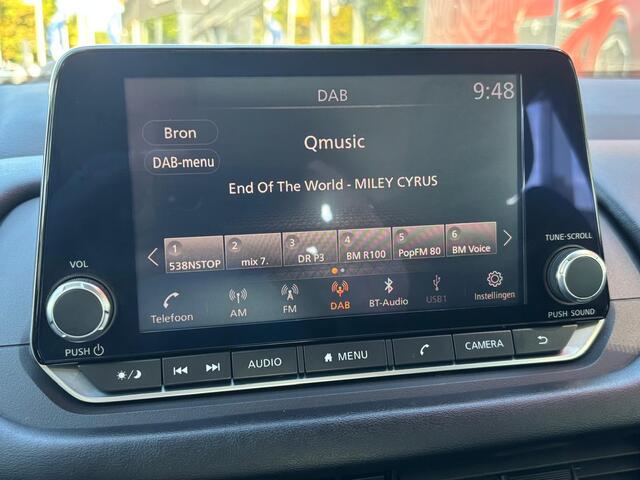 DAB
9:48
Bron
Qmusic
DAB-menu
End Of The World - MILEY CYRUS
1 2 3 4 5 6
538NSTOP mix 7. DR P3 BM R100 PopFM 80 BM Voice
Telefoon AM FM DAB BT-Audio USB1 Instellingen
VOL
PUSH
TUNE·SCROLL
PUSH SOUND
AUDIO MENU CAMERA